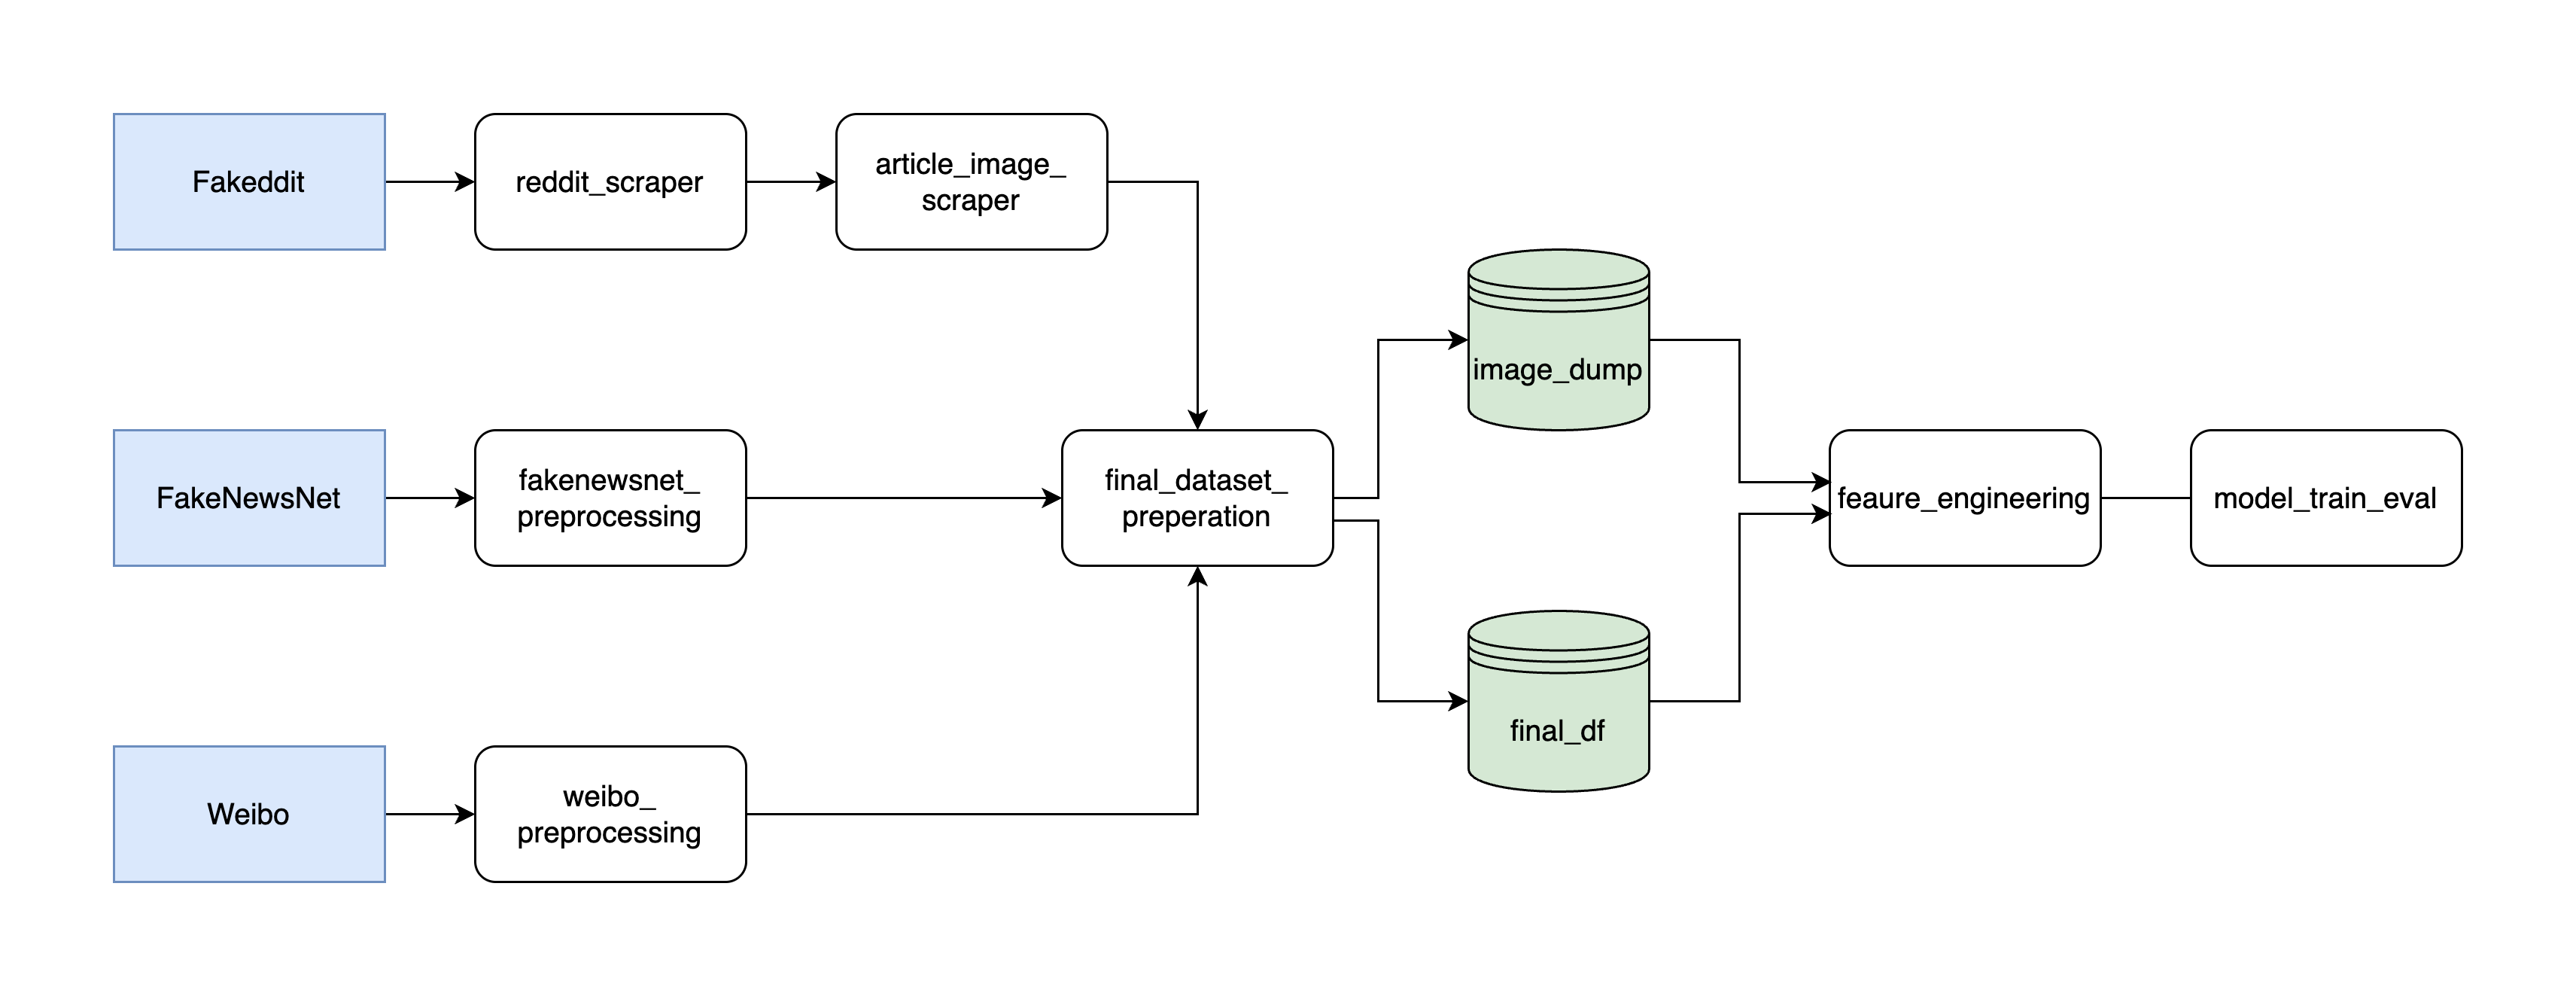 Fakeddit
reddit_scraper
article_image_
scraper
image_dump
FakeNewsNet
fakenewsnet_
preprocessing
final_dataset_
preperation
feaure_engineering
model_train_eval
final_df
Weibo
weibo_
preprocessing